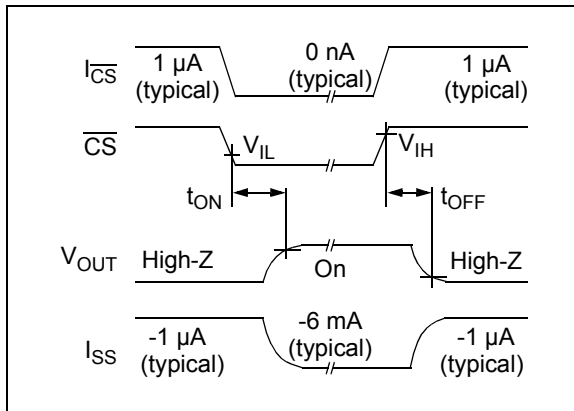 I_CS 1 µA (typical) 0 nA (typical) 1 µA (typical)
CS V_IL V_IH
t_ON t_OFF
V_OUT High-Z On High-Z
I_SS -1 µA (typical) -6 mA (typical) -1 µA (typical)